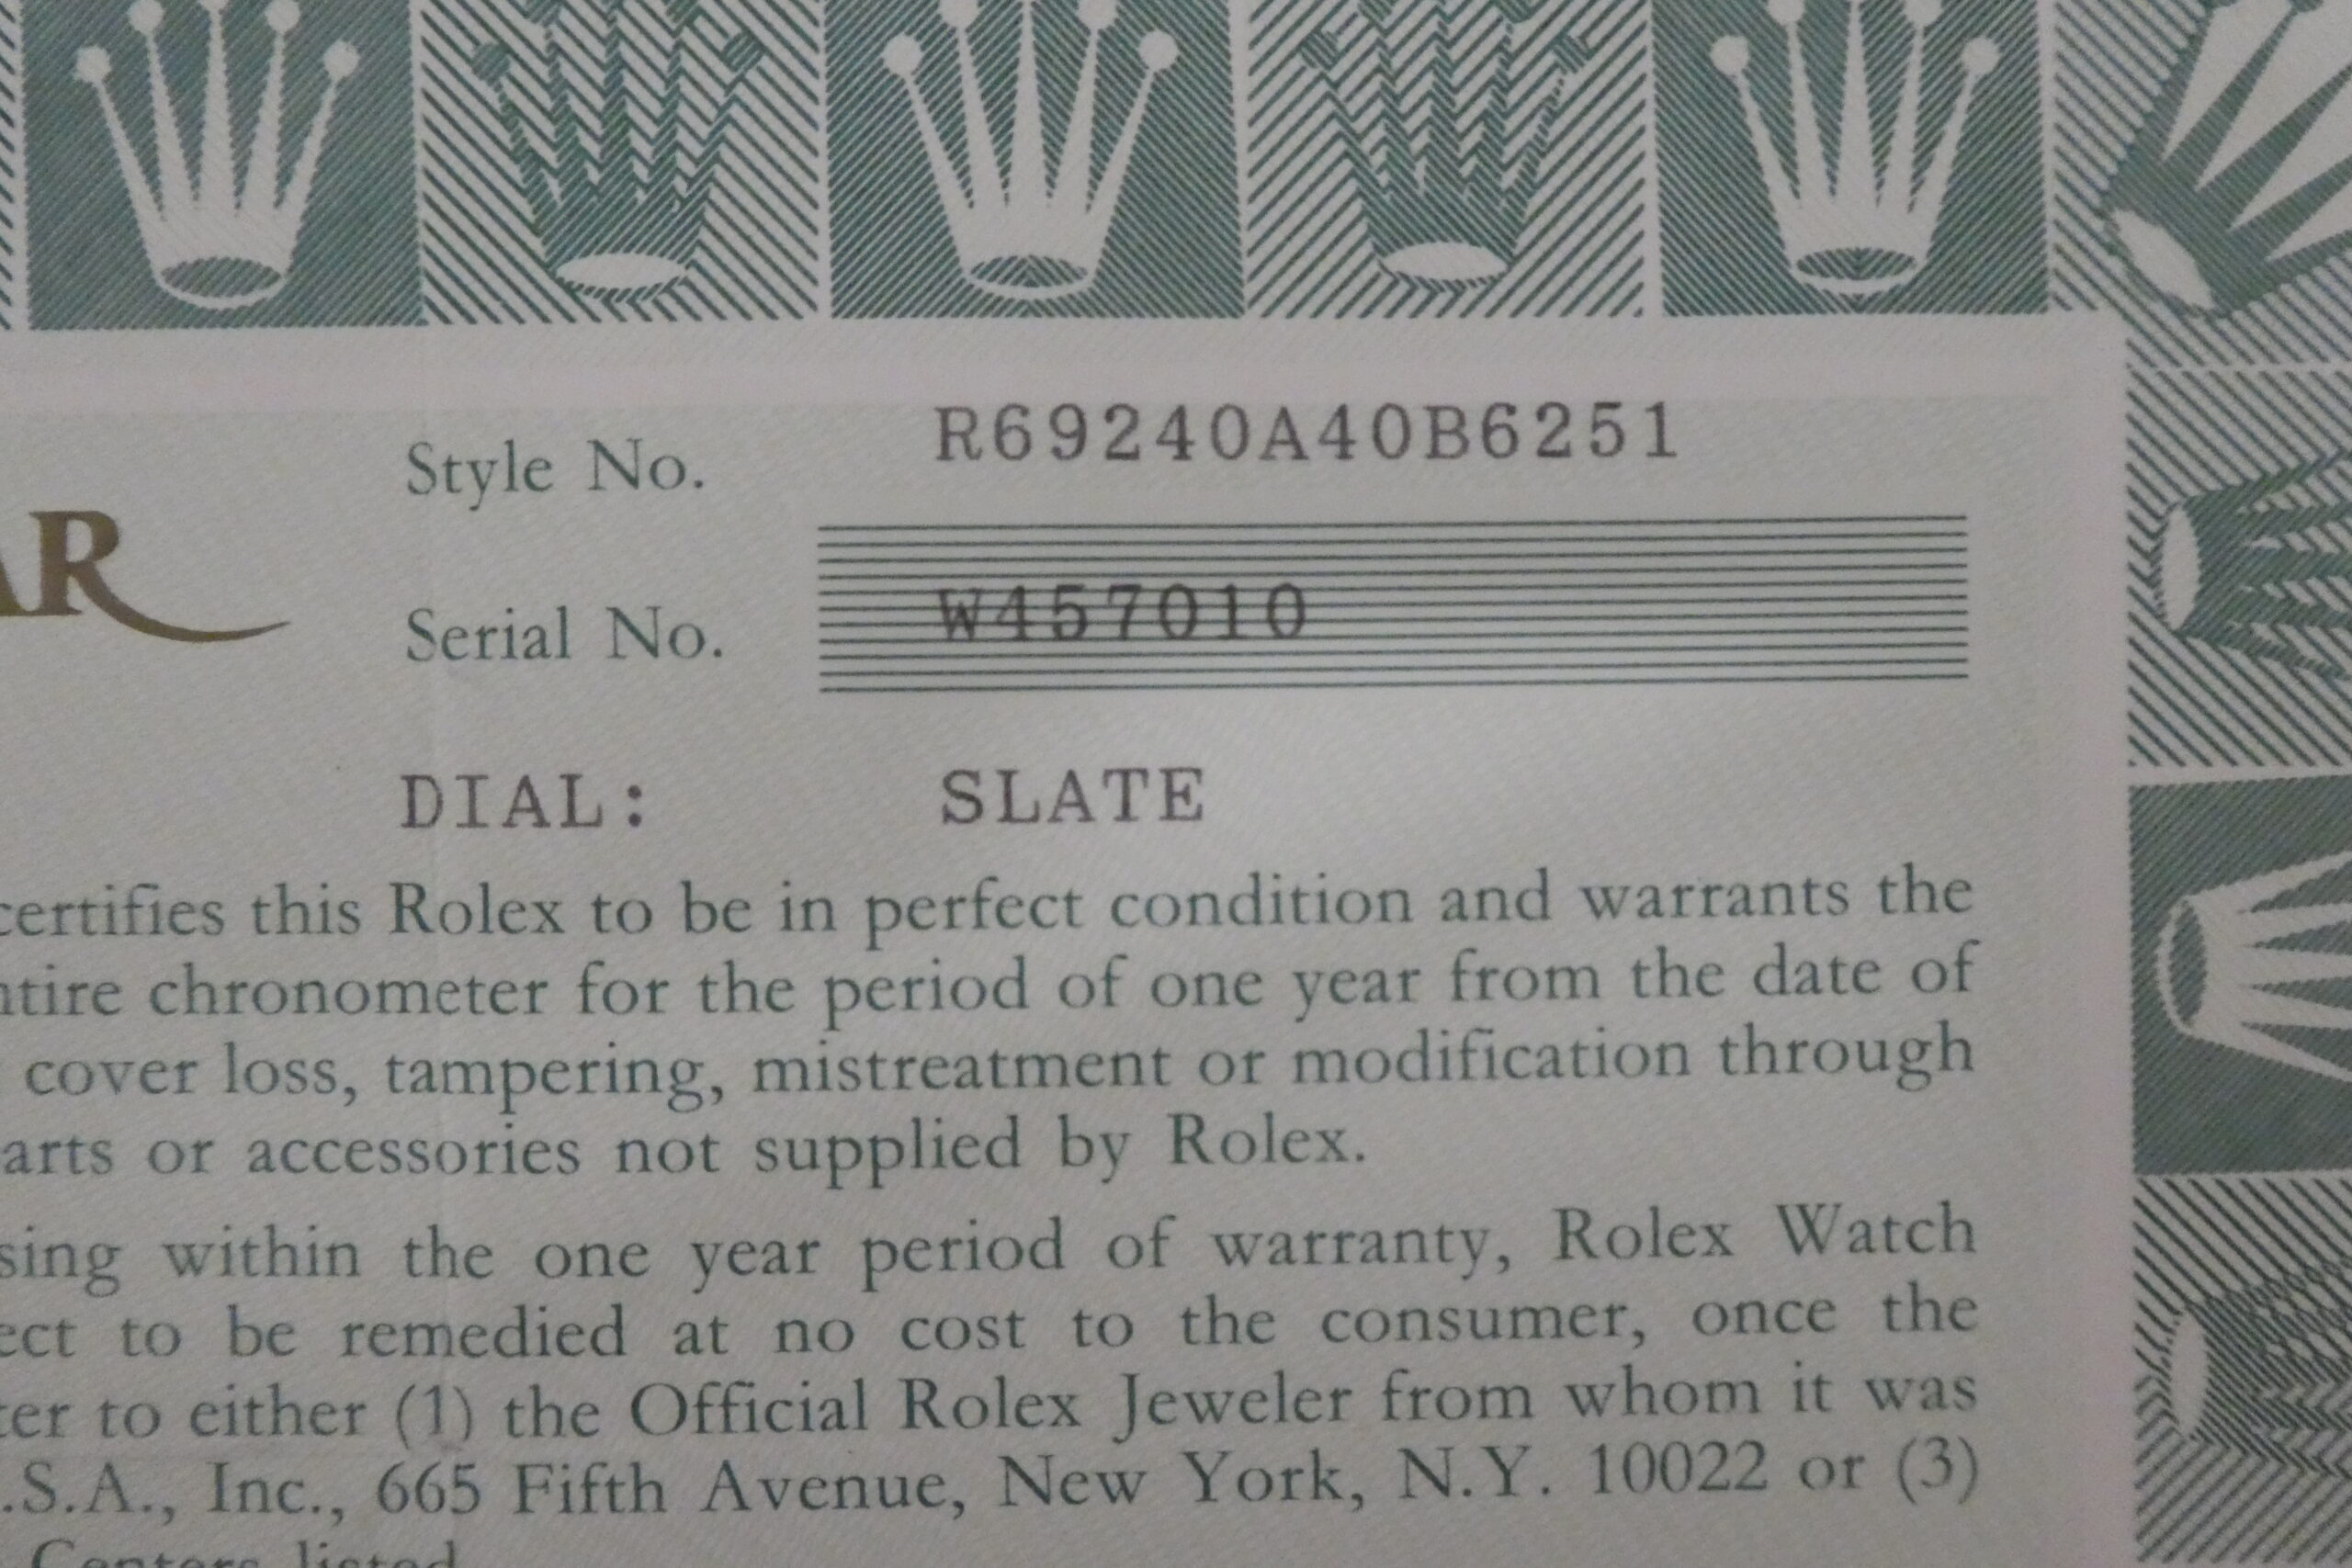 Style No. R69240A40B6251
AR
Serial No. W457010
DIAL: SLATE
certifies this Rolex to be in perfect condition and warrants the
ntire chronometer for the period of one year from the date of
cover loss, tampering, mistreatment or modification through
arts or accessories not supplied by Rolex.
sing within the one year period of warranty, Rolex Watch
ect to be remedied at no cost to the consumer, once the
ter to either (1) the Official Rolex Jeweler from whom it was
.S.A., Inc., 665 Fifth Avenue, New York, N.Y. 10022 or (3)
Centers listed